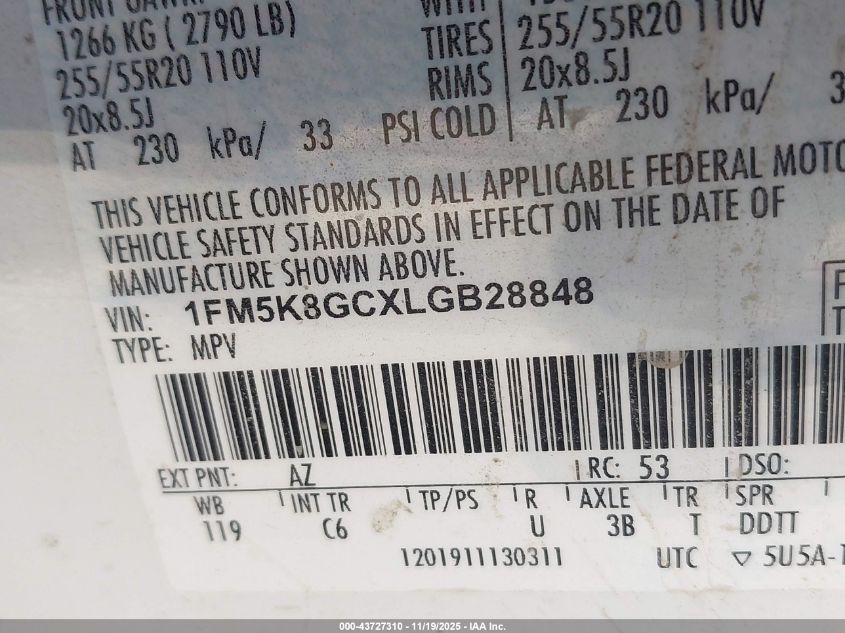 1266 KG ( 2790 LB)
255/55R20 110V
20x8.5J
AT 230 kPa/ 33 PSI COLD
WITH
TIRES
RIMS
255/55R20 110V
20x8.5J
AT 230 kPa/ 3
THIS VEHICLE CONFORMS TO ALL APPLICABLE FEDERAL MOTO
VEHICLE SAFETY STANDARDS IN EFFECT ON THE DATE OF
MANUFACTURE SHOWN ABOVE.
VIN: 1FM5K8GCXLGB28848
TYPE: MPV
EXT PNT: AZ RC: 53 DSO:
WB INT TR TP/PS R AXLE TR SPR
119 C6 U 3B T DDTT
1201911130311 UTC ▽ 5U5A-1
000-43727310 - 11/19/2025 - IAA Inc.